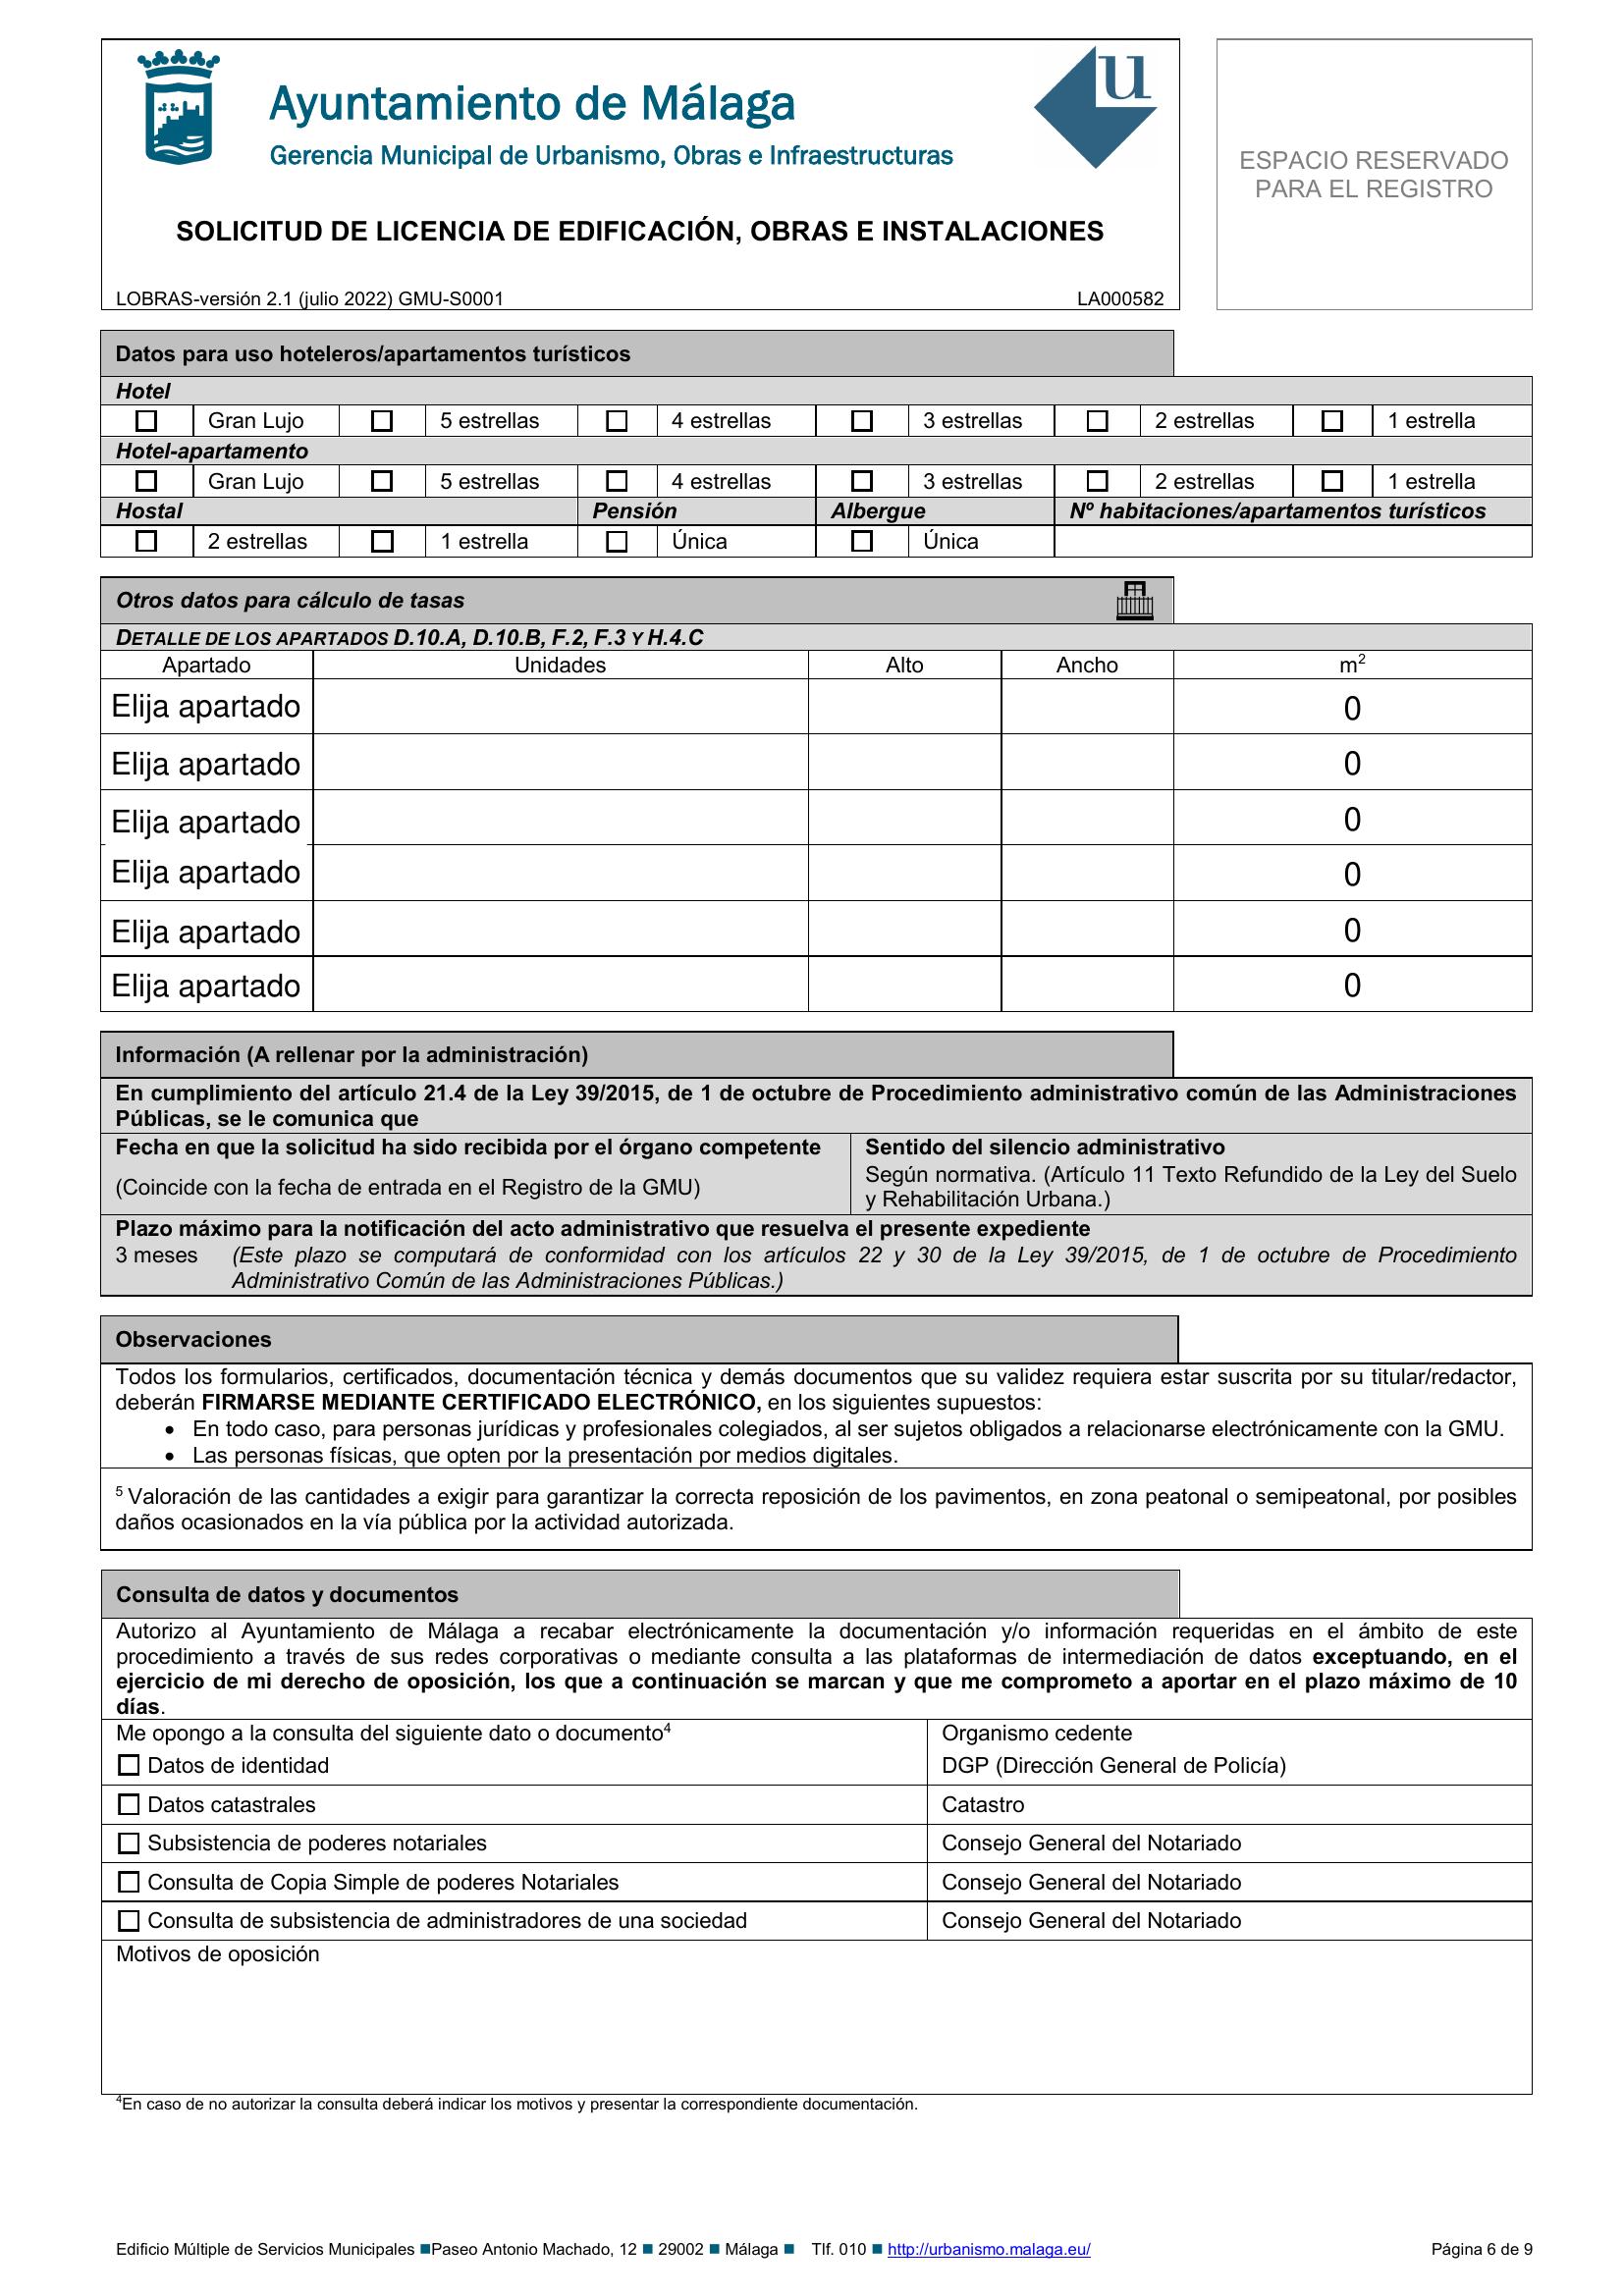 Ayuntamiento de Málaga
Gerencia Municipal de Urbanismo, Obras e Infraestructuras
u
SOLICITUD DE LICENCIA DE EDIFICACIÓN, OBRAS E INSTALACIONES
LOBRAS-versión 2.1 (julio 2022) GMU-S0001 LA000582
ESPACIO RESERVADO
PARA EL REGISTRO
Datos para uso hoteleros/apartamentos turísticos
Hotel
Gran Lujo 5 estrellas 4 estrellas 3 estrellas 2 estrellas 1 estrella
Hotel-apartamento
Gran Lujo 5 estrellas 4 estrellas 3 estrellas 2 estrellas 1 estrella
Hostal Pensión Albergue Nº habitaciones/apartamentos turísticos
2 estrellas 1 estrella Única Única
Otros datos para cálculo de tasas
DETALLE DE LOS APARTADOS D.10.A, D.10.B, F.2, F.3 Y H.4.C
Apartado Unidades Alto Ancho m²
Elija apartado 0
Elija apartado 0
Elija apartado 0
Elija apartado 0
Elija apartado 0
Elija apartado 0
Información (A rellenar por la administración)
En cumplimiento del artículo 21.4 de la Ley 39/2015, de 1 de octubre de Procedimiento administrativo común de las Administraciones
Públicas, se le comunica que
Fecha en que la solicitud ha sido recibida por el órgano competente
(Coincide con la fecha de entrada en el Registro de la GMU)
Sentido del silencio administrativo
Según normativa. (Artículo 11 Texto Refundido de la Ley del Suelo
y Rehabilitación Urbana.)
Plazo máximo para la notificación del acto administrativo que resuelva el presente expediente
3 meses (Este plazo se computará de conformidad con los artículos 22 y 30 de la Ley 39/2015, de 1 de octubre de Procedimiento
Administrativo Común de las Administraciones Públicas.)
Observaciones
Todos los formularios, certificados, documentación técnica y demás documentos que su validez requiera estar suscrita por su titular/redactor,
deberán FIRMARSE MEDIANTE CERTIFICADO ELECTRÓNICO, en los siguientes supuestos:
• En todo caso, para personas jurídicas y profesionales colegiados, al ser sujetos obligados a relacionarse electrónicamente con la GMU.
• Las personas físicas, que opten por la presentación por medios digitales.
⁵ Valoración de las cantidades a exigir para garantizar la correcta reposición de los pavimentos, en zona peatonal o semipeatonal, por posibles
daños ocasionados en la vía pública por la actividad autorizada.
Consulta de datos y documentos
Autorizo al Ayuntamiento de Málaga a recabar electrónicamente la documentación y/o información requeridas en el ámbito de este
procedimiento a través de sus redes corporativas o mediante consulta a las plataformas de intermediación de datos exceptuando, en el
ejercicio de mi derecho de oposición, los que a continuación se marcan y que me comprometo a aportar en el plazo máximo de 10
días.
Me opongo a la consulta del siguiente dato o documento⁴ Organismo cedente
Datos de identidad DGP (Dirección General de Policía)
Datos catastrales Catastro
Subsistencia de poderes notariales Consejo General del Notariado
Consulta de Copia Simple de poderes Notariales Consejo General del Notariado
Consulta de subsistencia de administradores de una sociedad Consejo General del Notariado
Motivos de oposición
⁴En caso de no autorizar la consulta deberá indicar los motivos y presentar la correspondiente documentación.
Edificio Múltiple de Servicios Municipales ■Paseo Antonio Machado, 12 ■ 29002 ■ Málaga ■ Tlf. 010 ■ http://urbanismo.malaga.eu/ Página 6 de 9